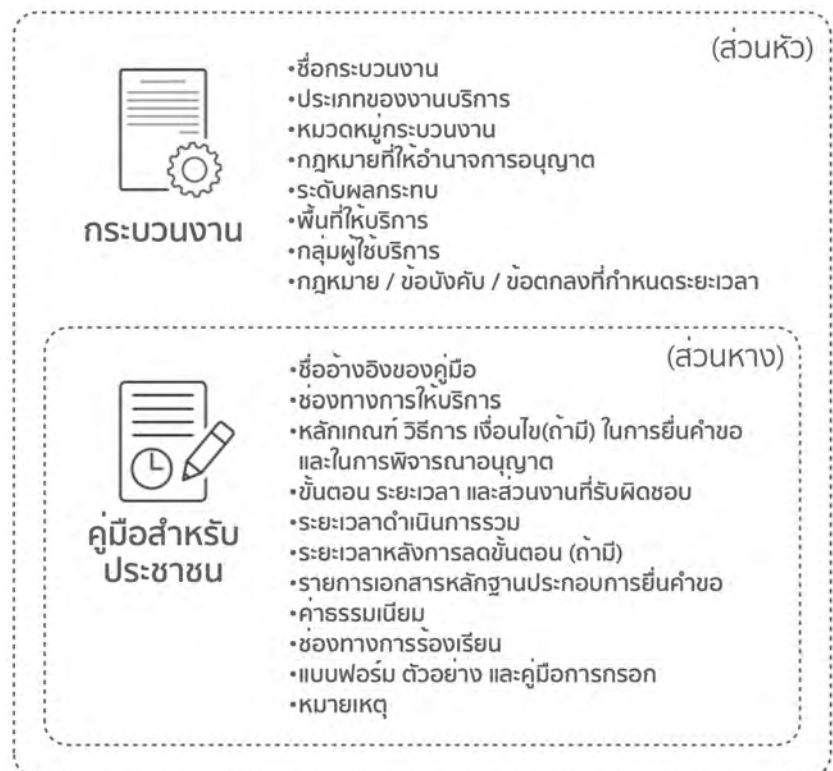 (ส่วนหัว)
กระบวนงาน
•ชื่อกระบวนงาน
•ประเภทของงานบริการ
•หมวดหมู่กระบวนงาน
•กฎหมายที่ให้อำนาจการอนุญาต
•ระดับผลกระทบ
•พื้นที่ให้บริการ
•กลุ่มผู้ใช้บริการ
•กฎหมาย / ข้อบังคับ / ข้อตกลงที่กำหนดระยะเวลา
(ส่วนหาง)
คู่มือสำหรับ
ประชาชน
•ชื่ออ้างอิงของคู่มือ
•ช่องทางการให้บริการ
•หลักเกณฑ์ วิธีการ เงื่อนไข(ถ้ามี) ในการยื่นคำขอ
และในการพิจารณาอนุญาต
•ขั้นตอน ระยะเวลา และส่วนงานที่รับผิดชอบ
•ระยะเวลาดำเนินการรวม
•ระยะเวลาหลังการลดขั้นตอน (ถ้ามี)
•รายการเอกสารหลักฐานประกอบการยื่นคำขอ
•ค่าธรรมเนียม
•ช่องทางการร้องเรียน
•แบบฟอร์ม ตัวอย่าง และคู่มือการกรอก
•หมายเหตุ